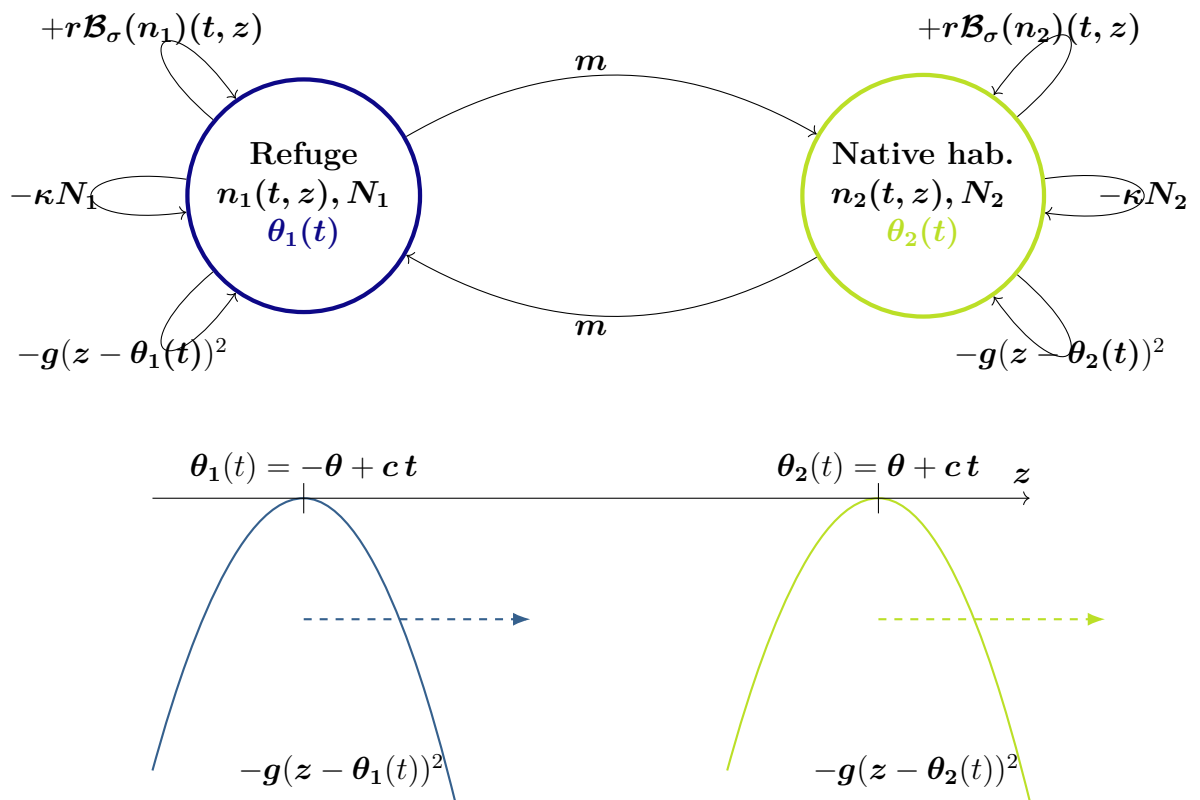 +rℬσ(n₁)(t, z)
+rℬσ(n₂)(t, z)
m
Refuge
n₁(t, z), N₁
θ₁(t)
Native hab.
n₂(t, z), N₂
θ₂(t)
−κN₁
−κN₂
m
−g(z − θ₁(t))²
−g(z − θ₂(t))²
θ₁(t) = −θ + c t
θ₂(t) = θ + c t
z
−g(z − θ₁(t))²
−g(z − θ₂(t))²